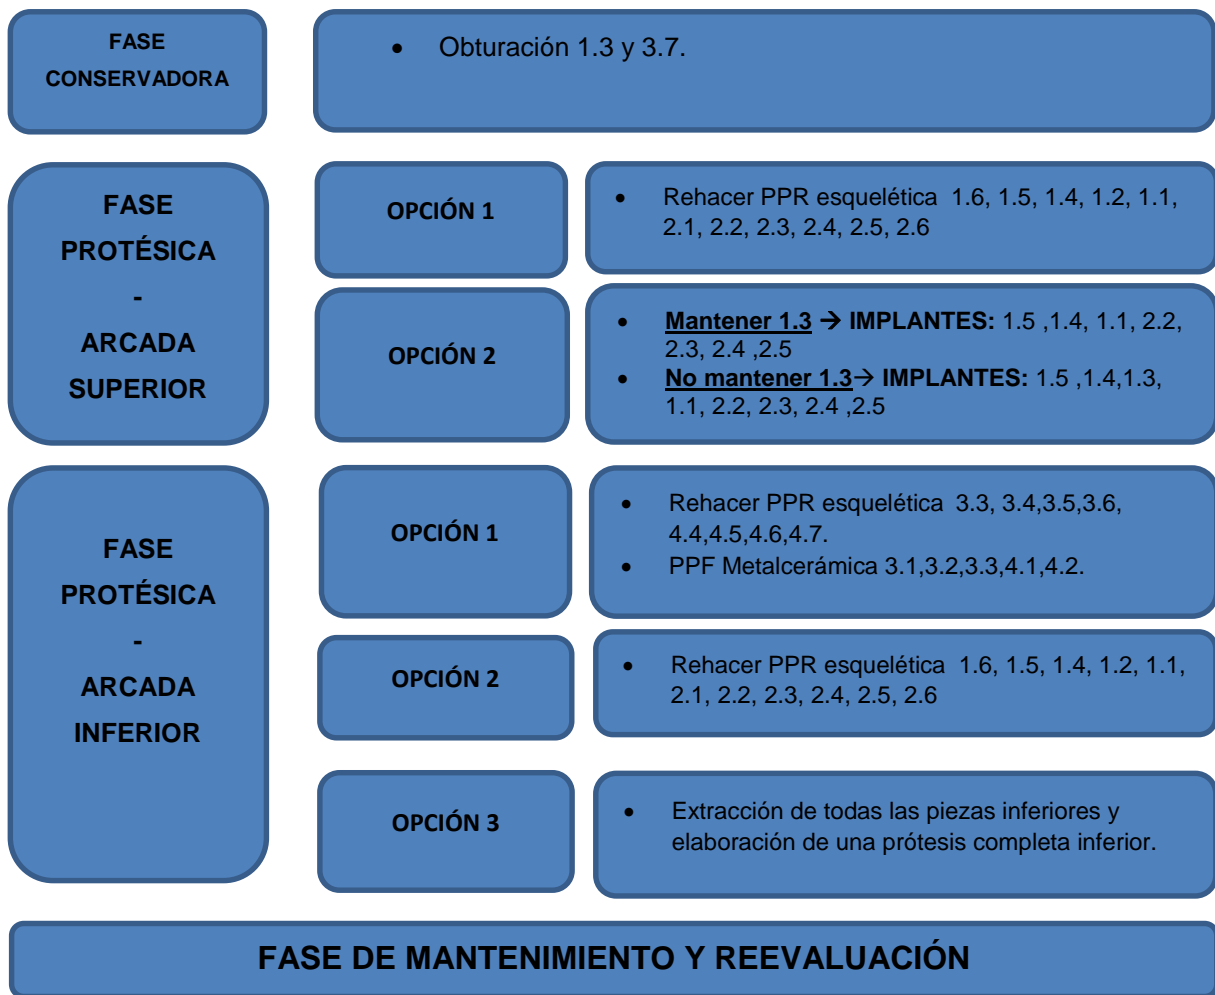 FASE
CONSERVADORA
• Obturación 1.3 y 3.7.
FASE
PROTÉSICA
-
ARCADA
SUPERIOR
OPCIÓN 1
• Rehacer PPR esquelética 1.6, 1.5, 1.4, 1.2, 1.1,
2.1, 2.2, 2.3, 2.4, 2.5, 2.6
OPCIÓN 2
• Mantener 1.3 → IMPLANTES: 1.5 ,1.4, 1.1, 2.2,
2.3, 2.4 ,2.5
• No mantener 1.3→ IMPLANTES: 1.5 ,1.4,1.3,
1.1, 2.2, 2.3, 2.4 ,2.5
FASE
PROTÉSICA
-
ARCADA
INFERIOR
OPCIÓN 1
• Rehacer PPR esquelética 3.3, 3.4,3.5,3.6,
4.4,4.5,4.6,4.7.
• PPF Metalcerámica 3.1,3.2,3.3,4.1,4.2.
OPCIÓN 2
• Rehacer PPR esquelética 1.6, 1.5, 1.4, 1.2, 1.1,
2.1, 2.2, 2.3, 2.4, 2.5, 2.6
OPCIÓN 3
• Extracción de todas las piezas inferiores y
elaboración de una prótesis completa inferior.
FASE DE MANTENIMIENTO Y REEVALUACIÓN